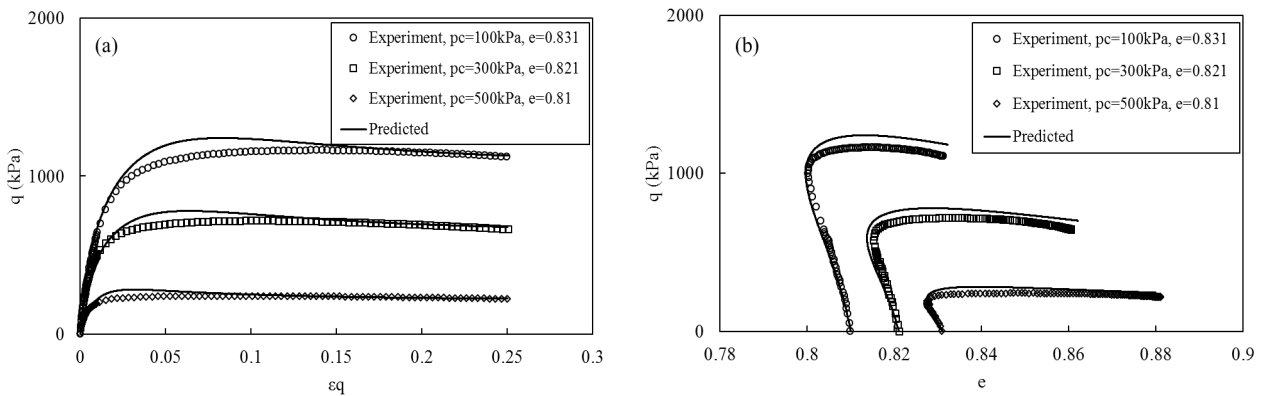 2000
(a)
Experiment, pc=100kPa, e=0.831
Experiment, pc=300kPa, e=0.821
Experiment, pc=500kPa, e=0.81
Predicted
q (kPa)
1000
0
0 0.05 0.1 0.15 0.2 0.25 0.3
εq
2000
(b)
Experiment, pc=100kPa, e=0.831
Experiment, pc=300kPa, e=0.821
Experiment, pc=500kPa, e=0.81
Predicted
q (kPa)
1000
0
0.78 0.8 0.82 0.84 0.86 0.88 0.9
e